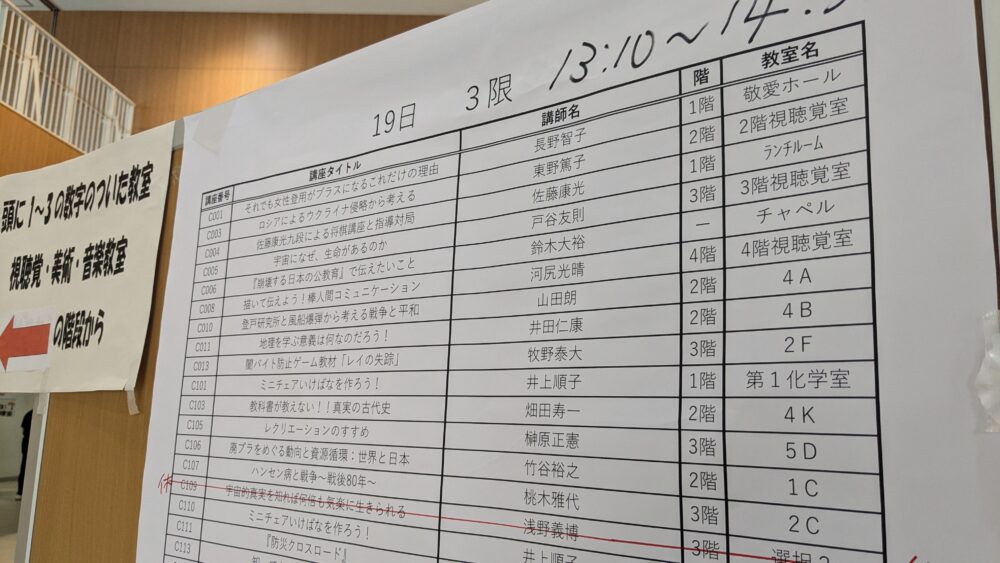 頭に1~3の数字のついた教室
視聴覚・美術・音楽教室
の階段から
13:10~14:
19日 3限
講座番号 講座タイトル 講師名 階 教室名
C001 それでも女性登用がプラスになるこれだけの理由 長野智子 1階 敬愛ホール
C003 ロシアによるウクライナ侵略から考える 東野篤子 2階 2階視聴覚室
C004 佐藤康光九段による将棋講座と指導対局 佐藤康光 1階 ランチルーム
C005 宇宙になぜ、生命があるのか 戸谷友則 3階 3階視聴覚室
C006 『崩壊する日本の公教育』で伝えたいこと 鈴木大裕 ー チャペル
C008 描いて伝えよう!棒人間コミュニケーション 河尻光晴 4階 4階視聴覚室
C010 登戸研究所と風船爆弾から考える戦争と平和 山田朗 2階 4A
C011 地理を学ぶ意義は何なのだろう! 井田仁康 2階 4B
C013 闇バイト防止ゲーム教材「レイの失踪」 牧野泰大 3階 2F
C101 ミニチェアいけばなを作ろう! 井上順子 1階 第1化学室
C103 教科書が教えない!!真実の古代史 畑田寿一 2階 4K
C105 レクリエーションのすすめ 榊原正憲 3階 5D
C106 廃プラをめぐる動向と資源循環:世界と日本 竹谷裕之 2階 1C
C107 ハンセン病と戦争~戦後80年~ 桃木雅代 3階 2C
休 C109 宇宙的真実を知れば何倍も気楽に生きられる 浅野義博 3階 選択2
C110 ミニチェアいけばなを作ろう! 井上順子
C111 『防災クロスロード』
C113